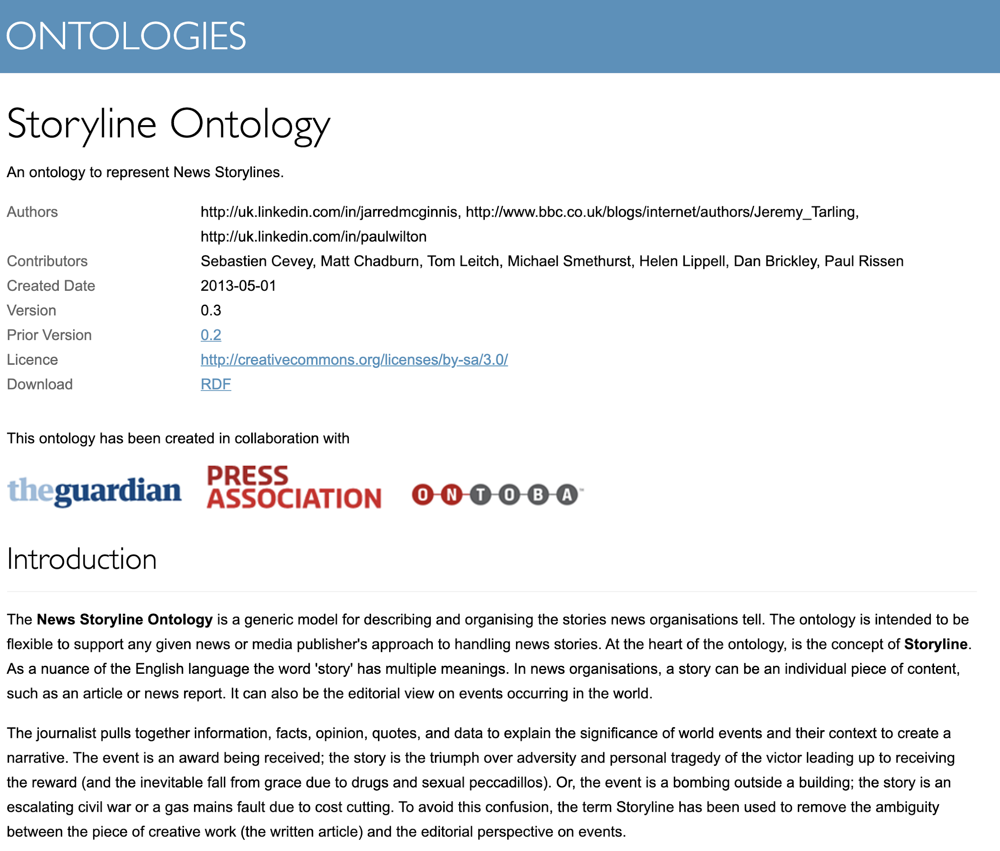 ONTOLOGIES
Storyline Ontology
An ontology to represent News Storylines.
Authors http://uk.linkedin.com/in/jarredmcginnis, http://www.bbc.co.uk/blogs/internet/authors/Jeremy_Tarling,
http://uk.linkedin.com/in/paulwilton
Contributors Sebastien Cevey, Matt Chadburn, Tom Leitch, Michael Smethurst, Helen Lippell, Dan Brickley, Paul Rissen
Created Date 2013-05-01
Version 0.3
Prior Version 0.2
Licence http://creativecommons.org/licenses/by-sa/3.0/
Download RDF
This ontology has been created in collaboration with
theguardian
PRESS
ASSOCIATION
ONTOBA™
Introduction
The News Storyline Ontology is a generic model for describing and organising the stories news organisations tell. The ontology is intended to be
flexible to support any given news or media publisher's approach to handling news stories. At the heart of the ontology, is the concept of Storyline.
As a nuance of the English language the word 'story' has multiple meanings. In news organisations, a story can be an individual piece of content,
such as an article or news report. It can also be the editorial view on events occurring in the world.
The journalist pulls together information, facts, opinion, quotes, and data to explain the significance of world events and their context to create a
narrative. The event is an award being received; the story is the triumph over adversity and personal tragedy of the victor leading up to receiving
the reward (and the inevitable fall from grace due to drugs and sexual peccadillos). Or, the event is a bombing outside a building; the story is an
escalating civil war or a gas mains fault due to cost cutting. To avoid this confusion, the term Storyline has been used to remove the ambiguity
between the piece of creative work (the written article) and the editorial perspective on events.